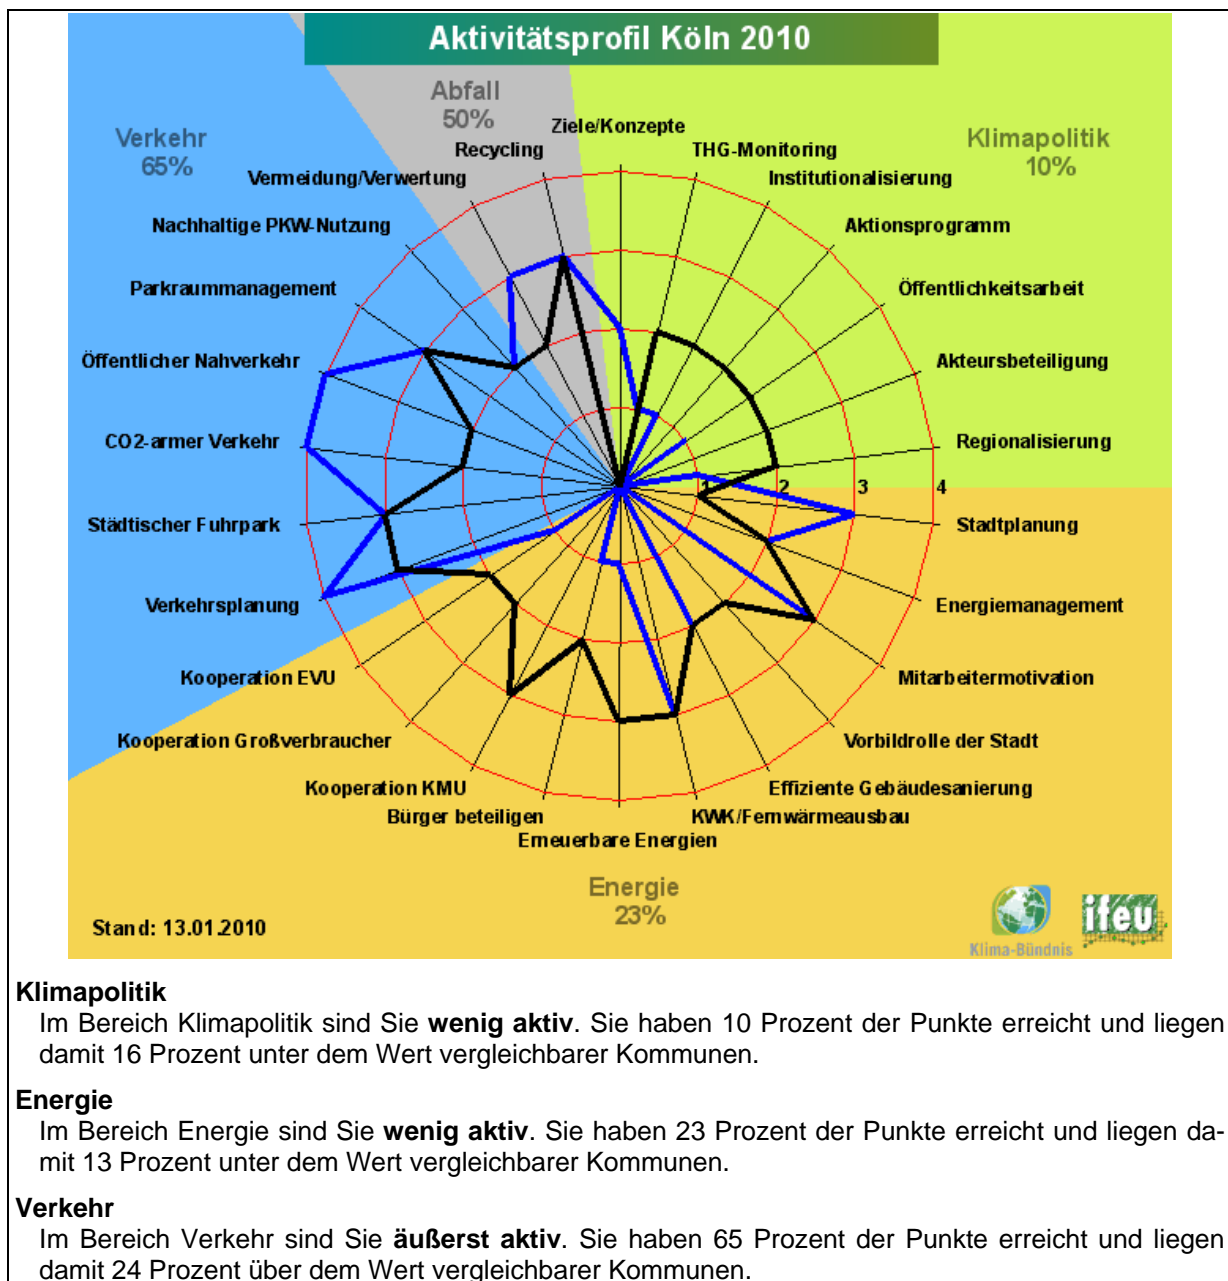 Aktivitätsprofil Köln 2010
Abfall
50%
Verkehr
65%
Klimapolitik
10%
Ziele/Konzepte
THG-Monitoring
Institutionalisierung
Aktionsprogramm
Öffentlichkeitsarbeit
Akteursbeteiligung
Regionalisierung
1 2 3 4
Stadtplanung
Energiemanagement
Mitarbeitermotivation
Vorbildrolle der Stadt
Effiziente Gebäudesanierung
KWK/Fernwärmeausbau
Erneuerbare Energien
Bürger beteiligen
Kooperation KMU
Kooperation Großverbraucher
Kooperation EVU
Verkehrsplanung
Städtischer Fuhrpark
CO2-armer Verkehr
Öffentlicher Nahverkehr
Parkraummanagement
Nachhaltige PKW-Nutzung
Vermeidung/Verwertung
Recycling
Energie
23%
Stand: 13.01.2010
Klima-Bündnis
ifeu
Klimapolitik
Im Bereich Klimapolitik sind Sie wenig aktiv. Sie haben 10 Prozent der Punkte erreicht und liegen
damit 16 Prozent unter dem Wert vergleichbarer Kommunen.
Energie
Im Bereich Energie sind Sie wenig aktiv. Sie haben 23 Prozent der Punkte erreicht und liegen da-
mit 13 Prozent unter dem Wert vergleichbarer Kommunen.
Verkehr
Im Bereich Verkehr sind Sie äußerst aktiv. Sie haben 65 Prozent der Punkte erreicht und liegen
damit 24 Prozent über dem Wert vergleichbarer Kommunen.